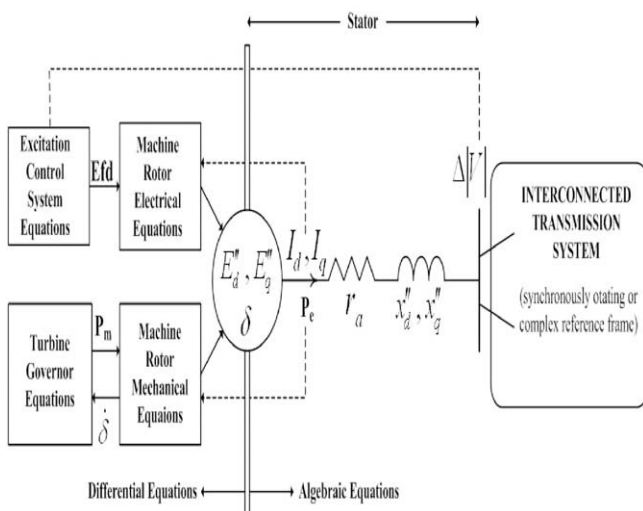 Stator
Excitation
Control
System
Equations
Efd
Machine
Rotor
Electrical
Equations
Δ|V|
INTERCONNECTED
TRANSMISSION
SYSTEM
(synchronously otating or
complex reference frame)
E″d , E″q
δ
Id , Iq
Pe
ra
x″d , x″q
Turbine
Governor
Equations
Pm
δ̇
Machine
Rotor
Mechanical
Equaions
Differential Equations
Algebraic Equations